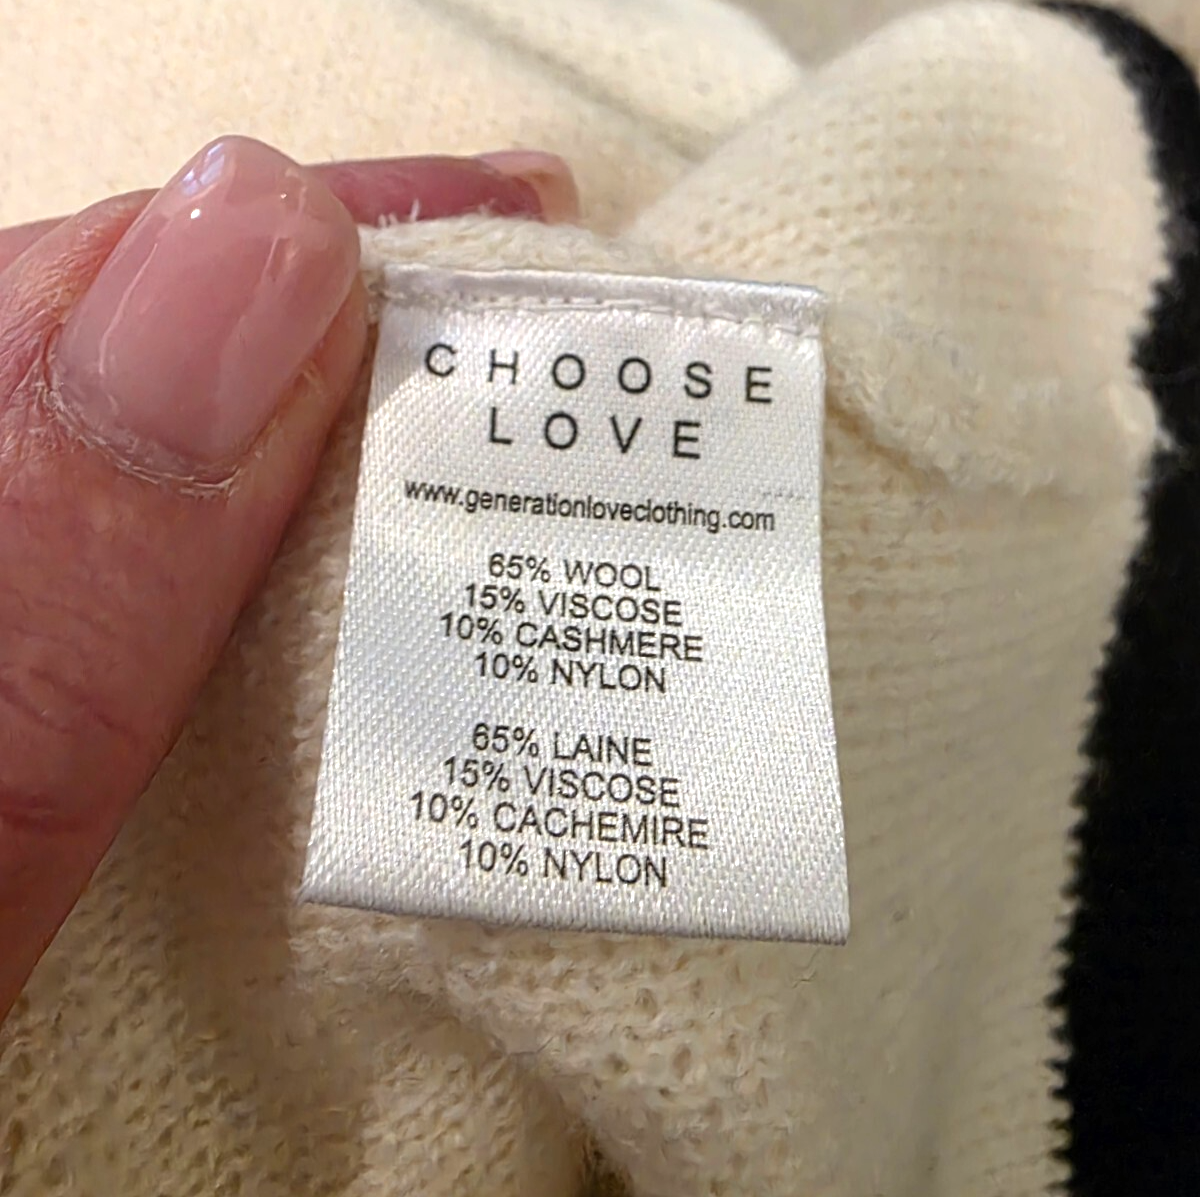 CHOOSE
LOVE
www.generationloveclothing.com
65% WOOL
15% VISCOSE
10% CASHMERE
10% NYLON
65% LAINE
15% VISCOSE
10% CACHEMIRE
10% NYLON